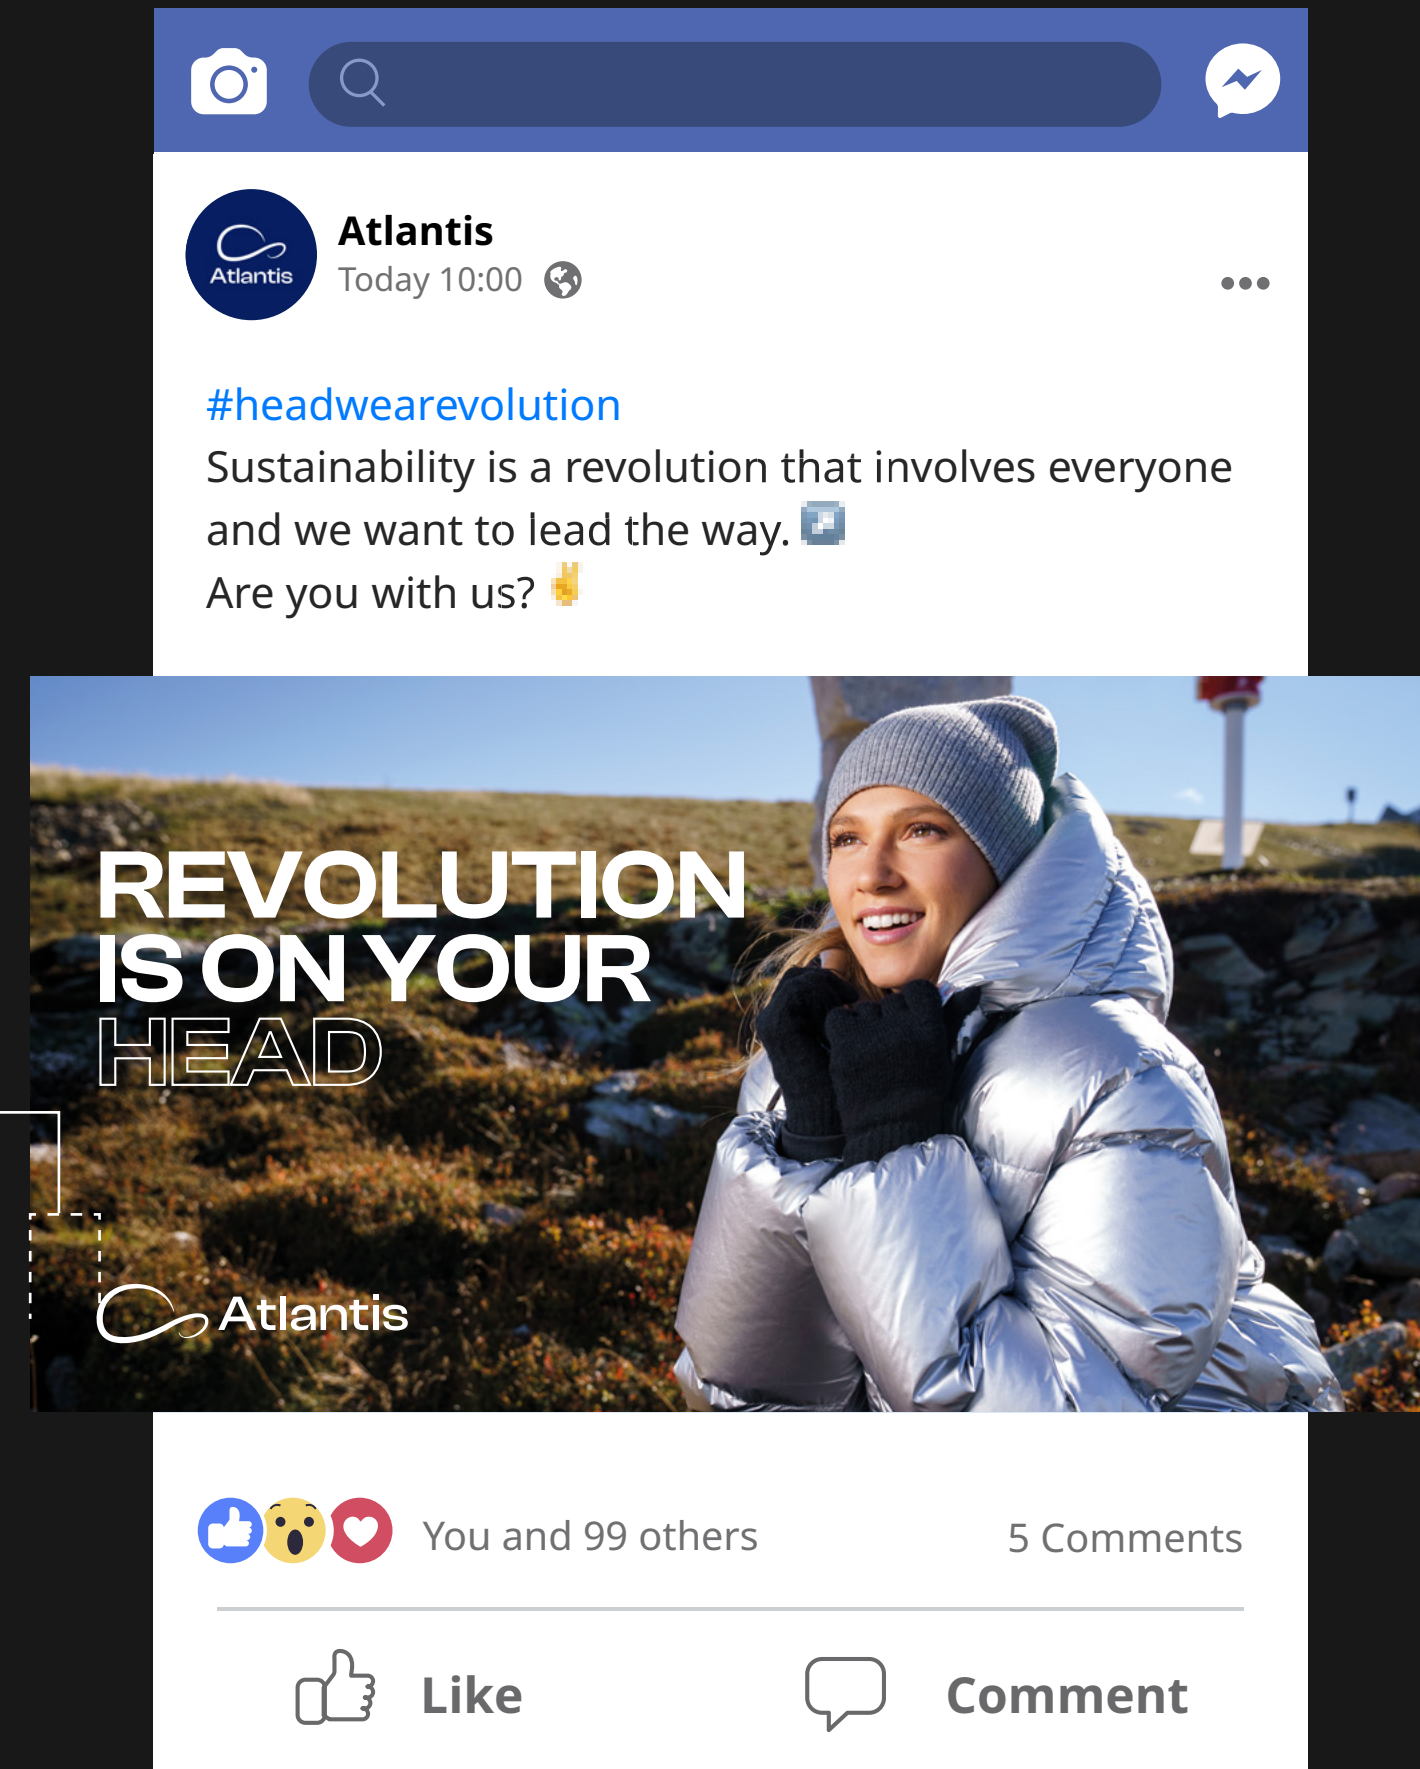 Atlantis
Atlantis
Today 10:00
#headwearevolution
Sustainability is a revolution that involves everyone
and we want to lead the way.
Are you with us? ✌️
REVOLUTION
IS ON YOUR
HEAD
Atlantis
You and 99 others
5 Comments
Like
Comment